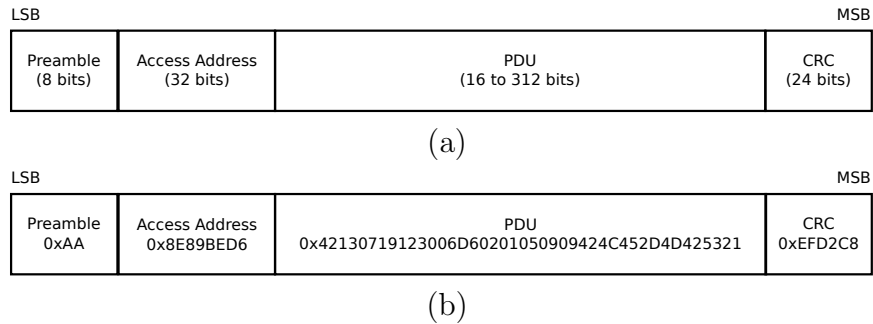 LSB MSB
Preamble
(8 bits)
Access Address
(32 bits)
PDU
(16 to 312 bits)
CRC
(24 bits)
(a)
LSB MSB
Preamble
0xAA
Access Address
0x8E89BED6
PDU
0x42130719123006D60201050909424C452D4D425321
CRC
0xEFD2C8
(b)